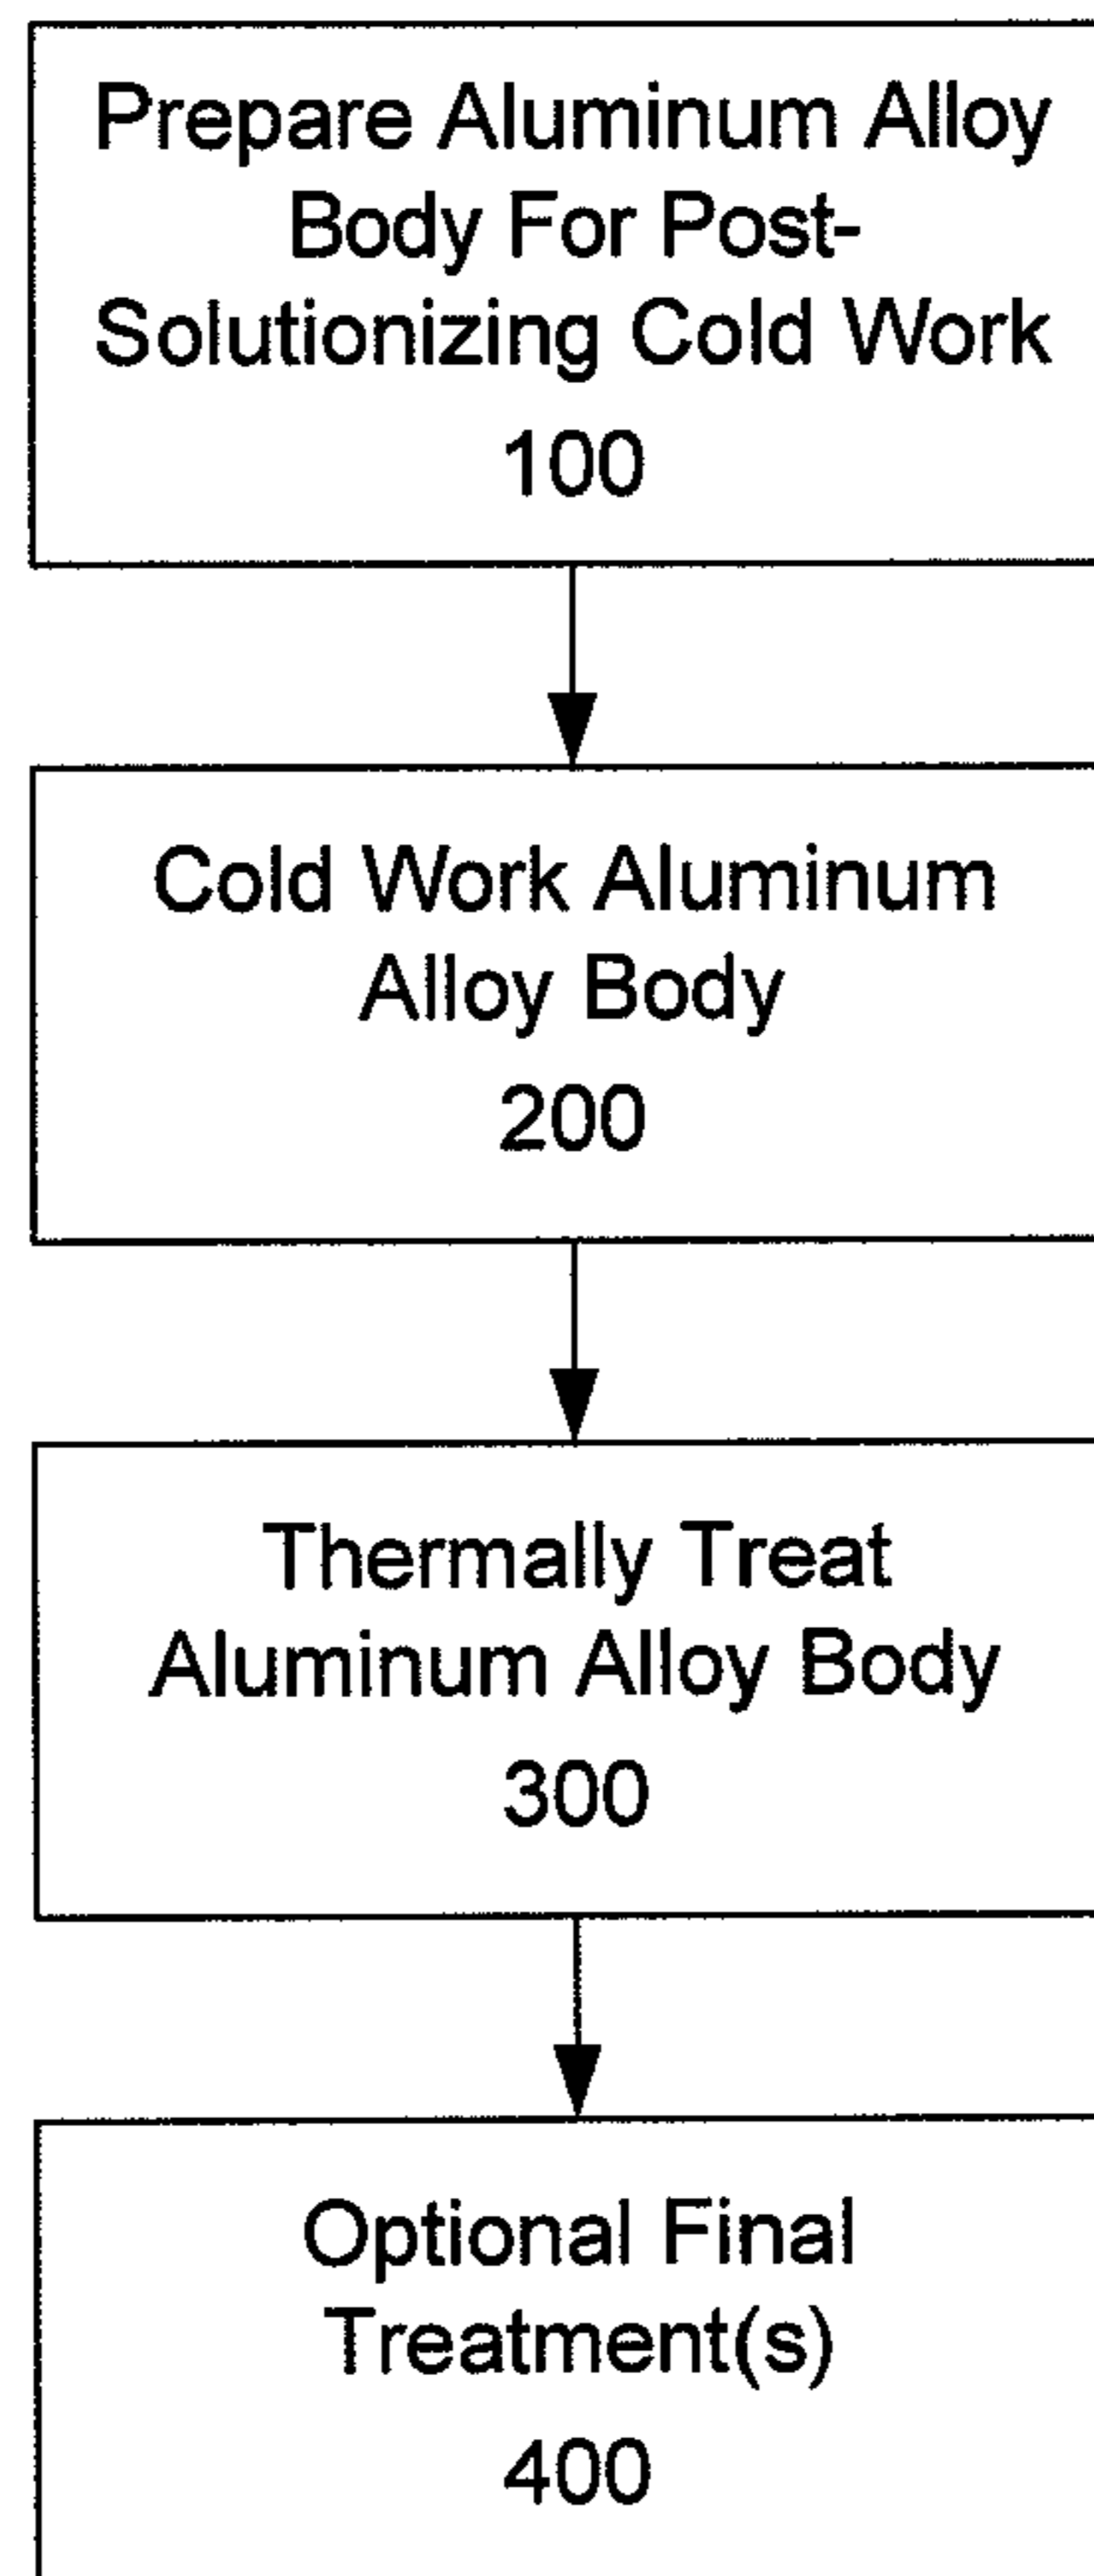 Prepare Aluminum Alloy
Body For Post-
Solutionizing Cold Work
100
Cold Work Aluminum
Alloy Body
200
Thermally Treat
Aluminum Alloy Body
300
Optional Final
Treatment(s)
400